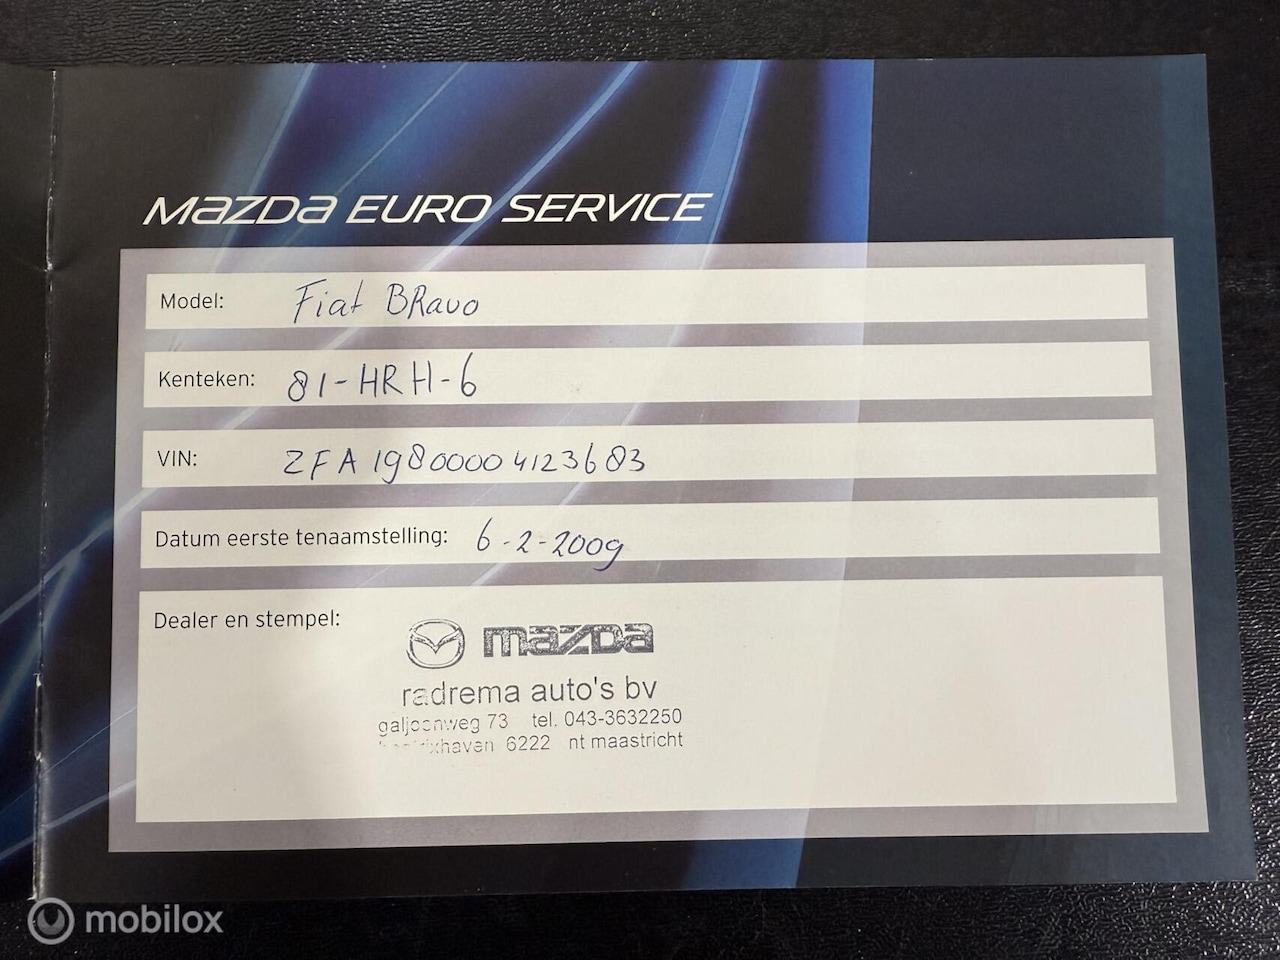 MAZDA EURO SERVICE
Model: Fiat BRavo
Kenteken: 81-HRH-6
VIN: ZFA19800004123683
Datum eerste tenaamstelling: 6-2-2009
Dealer en stempel:
mazda
radrema auto's bv
galjoenweg 73 tel. 043-3632250
6222 nt maastricht
mobilox